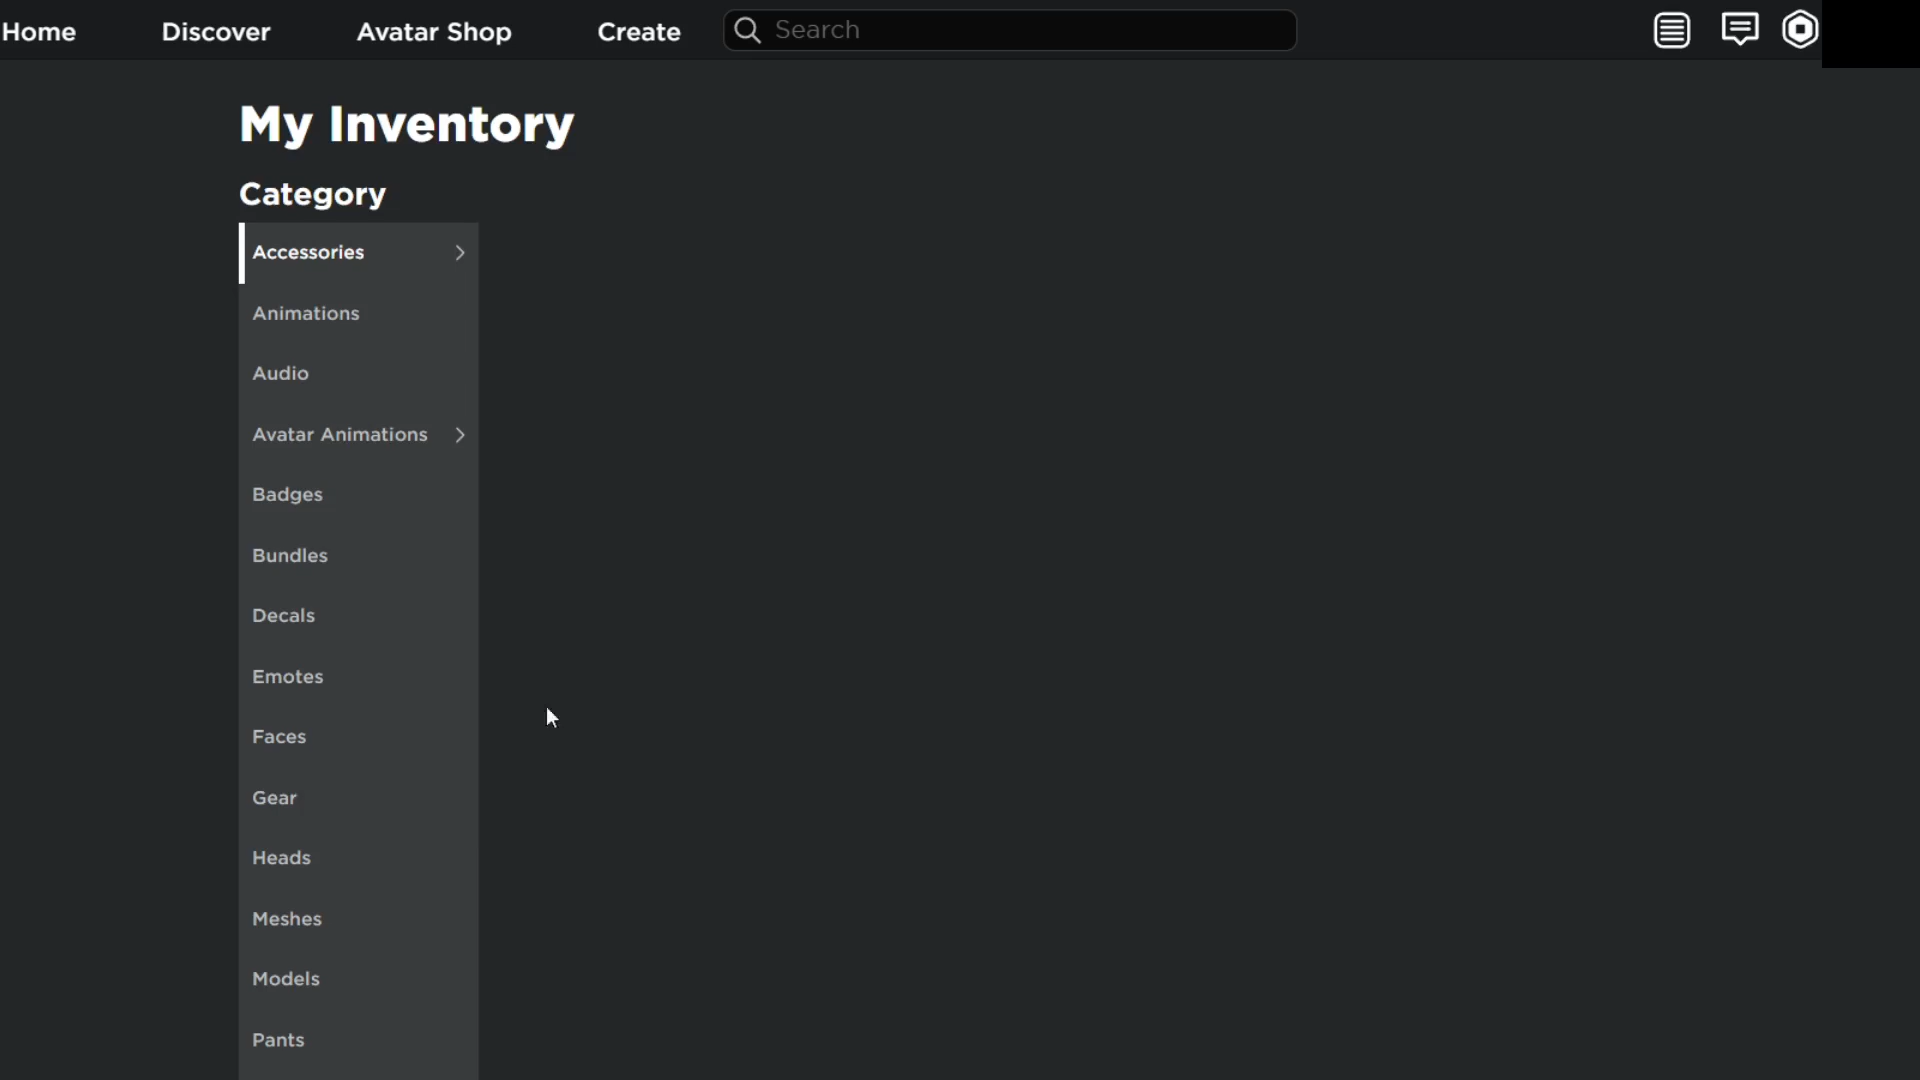 Home Discover Avatar Shop Create Search
My Inventory
Category
Accessories
Animations
Audio
Avatar Animations
Badges
Bundles
Decals
Emotes
Faces
Gear
Heads
Meshes
Models
Pants